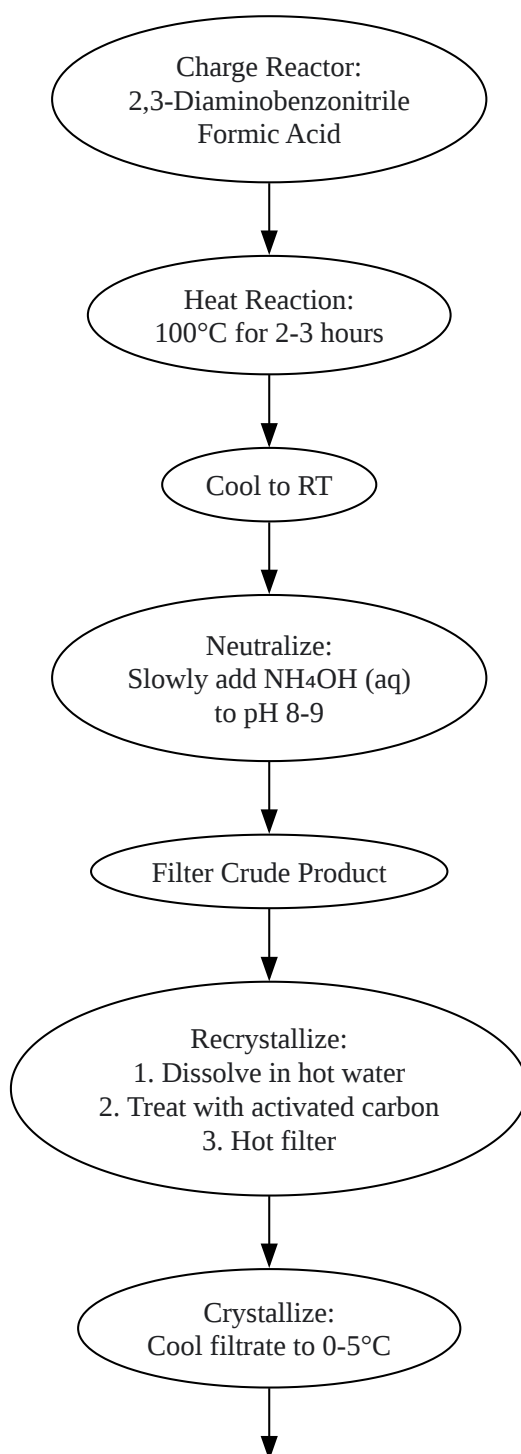 Charge Reactor:
2,3-Diaminobenzonitrile
Formic Acid
Heat Reaction:
100°C for 2-3 hours
Cool to RT
Neutralize:
Slowly add NH₄OH (aq)
to pH 8-9
Filter Crude Product
Recrystallize:
1. Dissolve in hot water
2. Treat with activated carbon
3. Hot filter
Crystallize:
Cool filtrate to 0-5°C